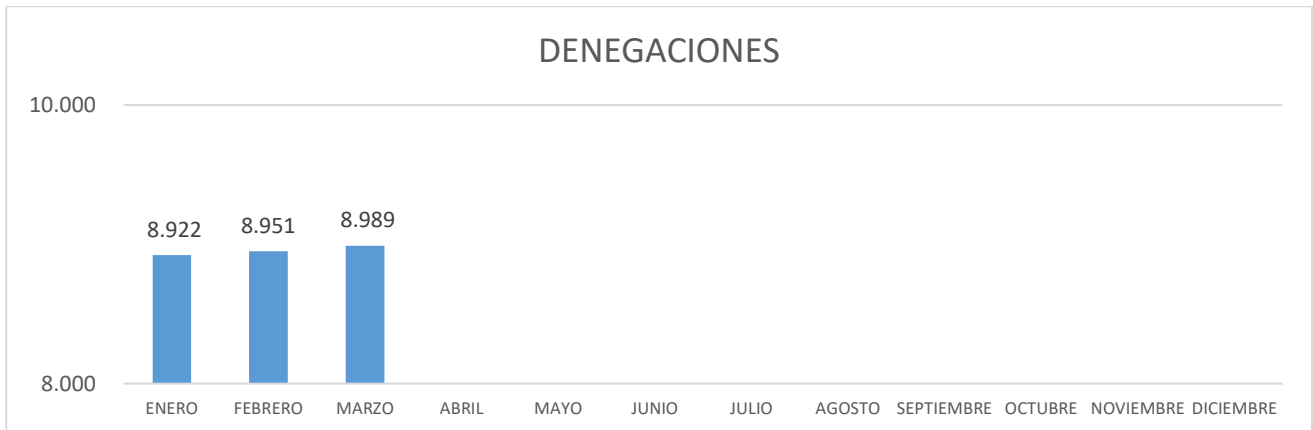 DENEGACIONES
10.000
8.922 8.951 8.989
8.000
ENERO FEBRERO MARZO ABRIL MAYO JUNIO JULIO AGOSTO SEPTIEMBRE OCTUBRE NOVIEMBRE DICIEMBRE